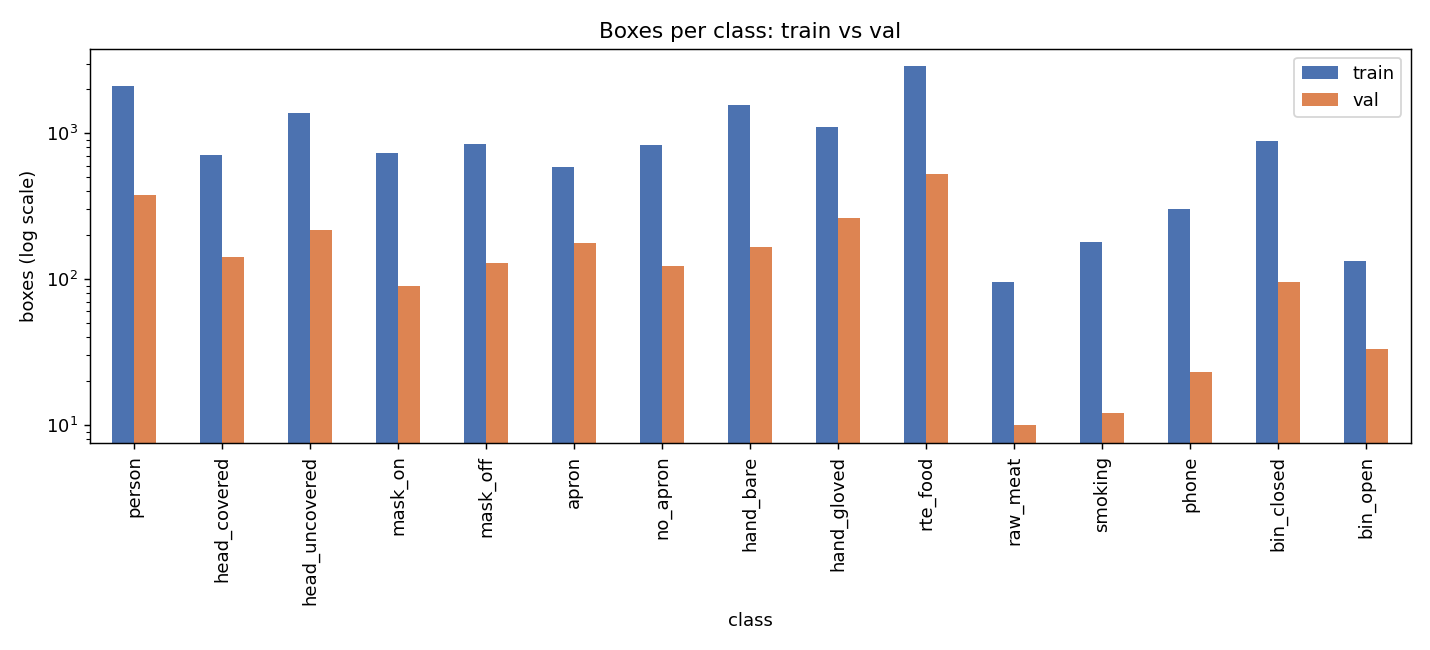 Boxes per class: train vs val
train
val
boxes (log scale)
10³
10²
10¹
person
head_covered
head_uncovered
mask_on
mask_off
apron
no_apron
hand_bare
hand_gloved
rte_food
raw_meat
smoking
phone
bin_closed
bin_open
class